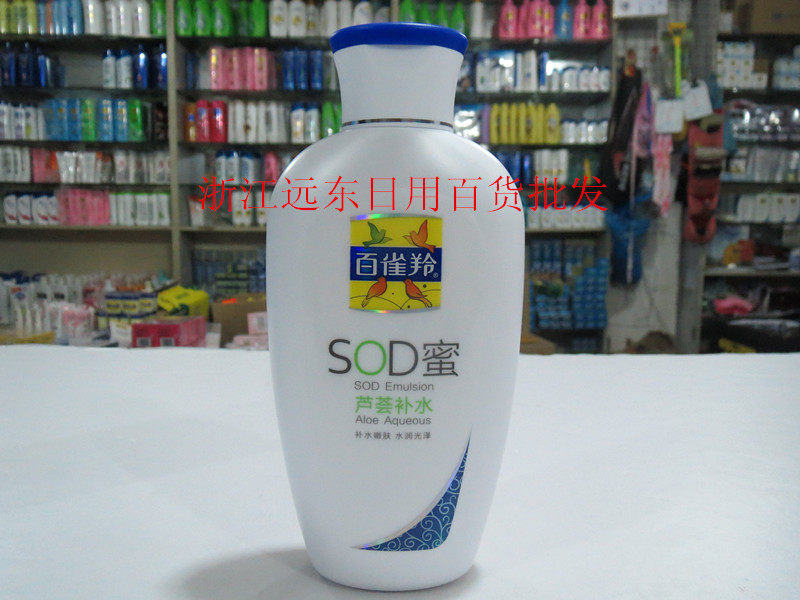 浙江远东日用百货批发
百雀羚®
SOD蜜
SOD Emulsion
芦荟补水
Aloe Aqueous
补水嫩肤 水润光泽